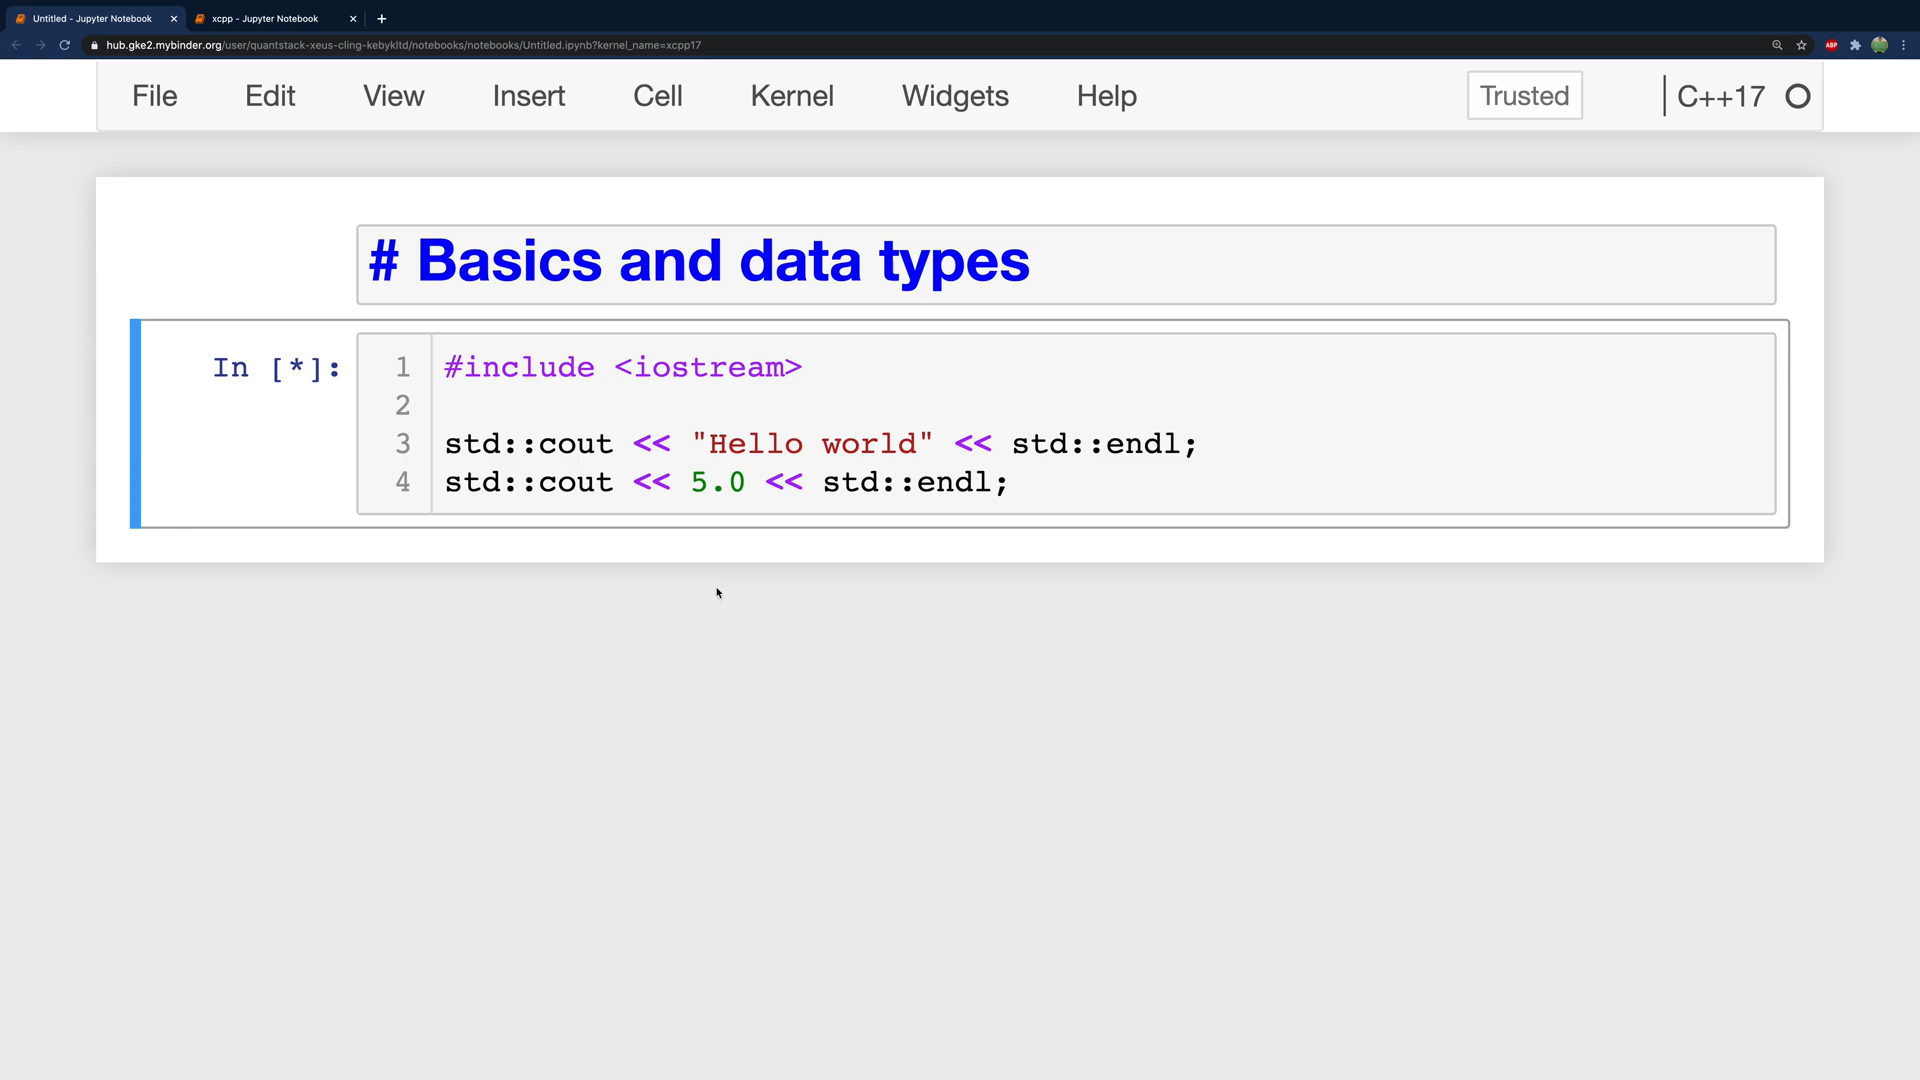 Untitled - Jupyter Notebook
xcpp - Jupyter Notebook
hub.gke2.mybinder.org/user/quantstack-xeus-cling-kebykltd/notebooks/notebooks/Untitled.ipynb?kernel_name=xcpp17
ABP
File Edit View Insert Cell Kernel Widgets Help Trusted C++17
# Basics and data types
In [*]:
1 #include <iostream>
2
3 std::cout << "Hello world" << std::endl;
4 std::cout << 5.0 << std::endl;